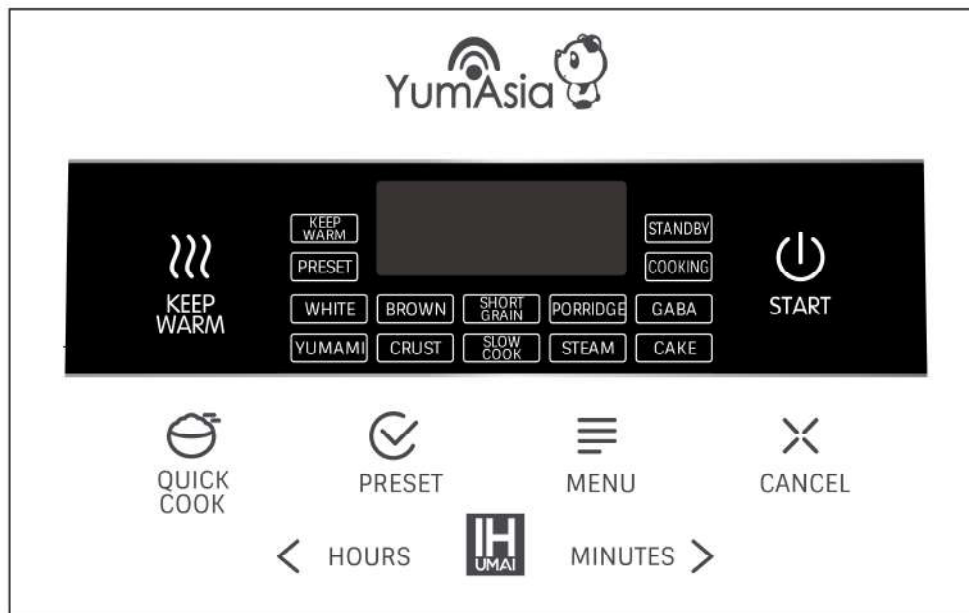 YumAsia
KEEP
WARM
STANDBY
PRESET
COOKING
KEEP
WARM
START
WHITE
BROWN
SHORT
GRAIN
PORRIDGE
GABA
YUMAMI
CRUST
SLOW
COOK
STEAM
CAKE
QUICK
COOK
PRESET
MENU
CANCEL
HOURS
IH
UMAI
MINUTES